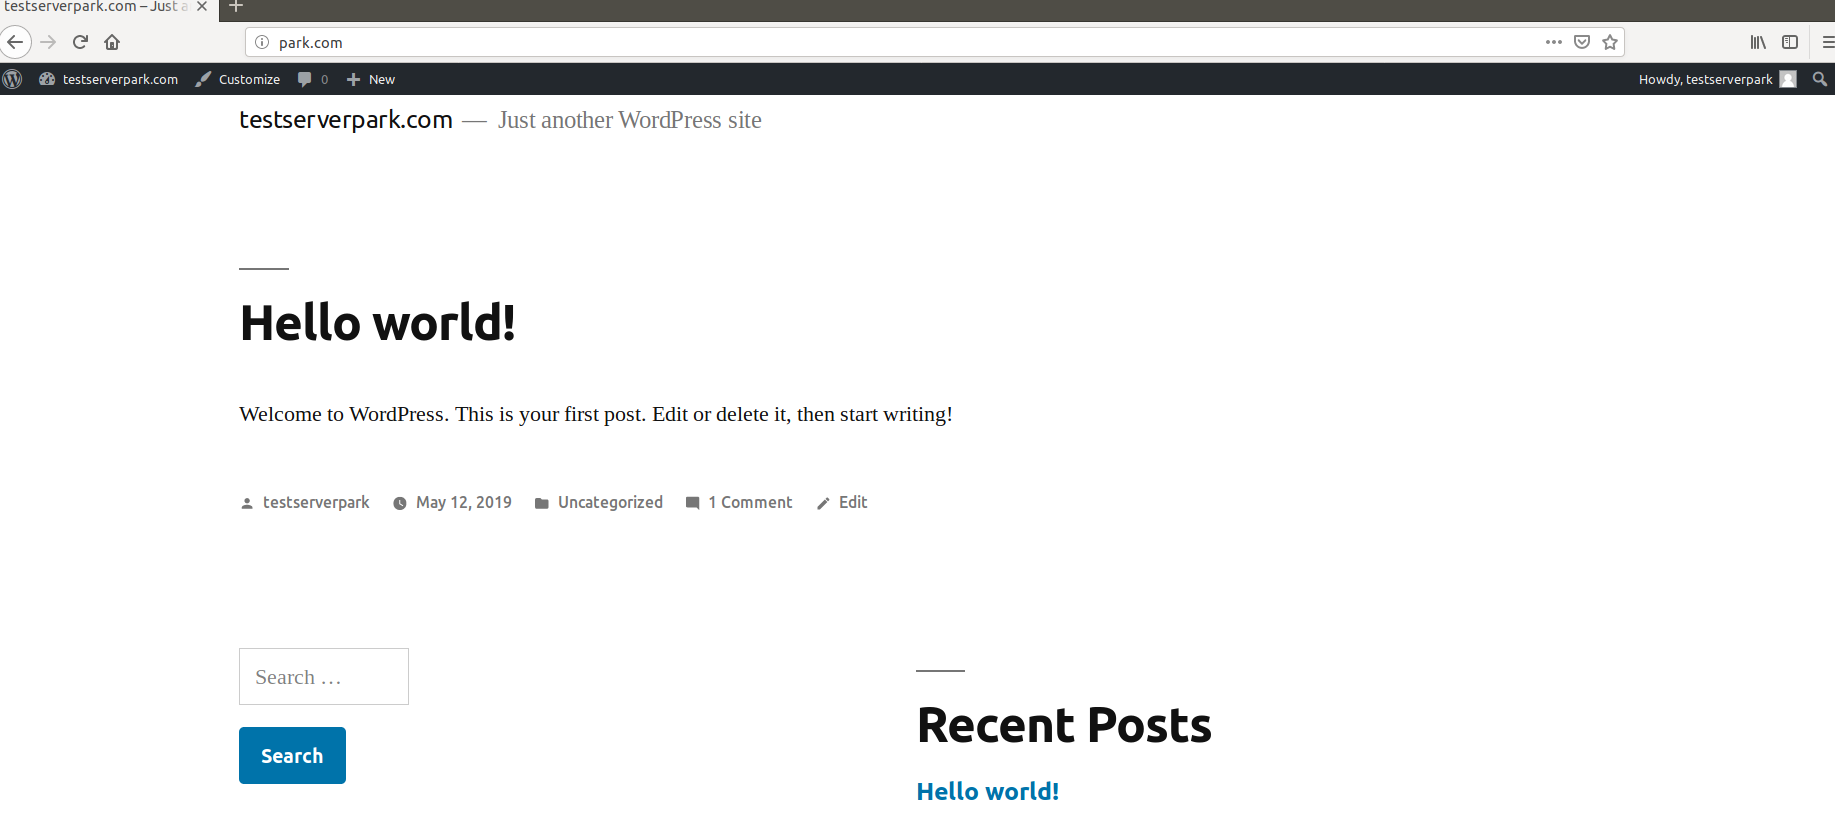 testserverpark.com – Just a
park.com
testserverpark.com Customize 0 New Howdy, testserverpark
testserverpark.com — Just another WordPress site
Hello world!
Welcome to WordPress. This is your first post. Edit or delete it, then start writing!
testserverpark May 12, 2019 Uncategorized 1 Comment Edit
Search …
Search
Recent Posts
Hello world!